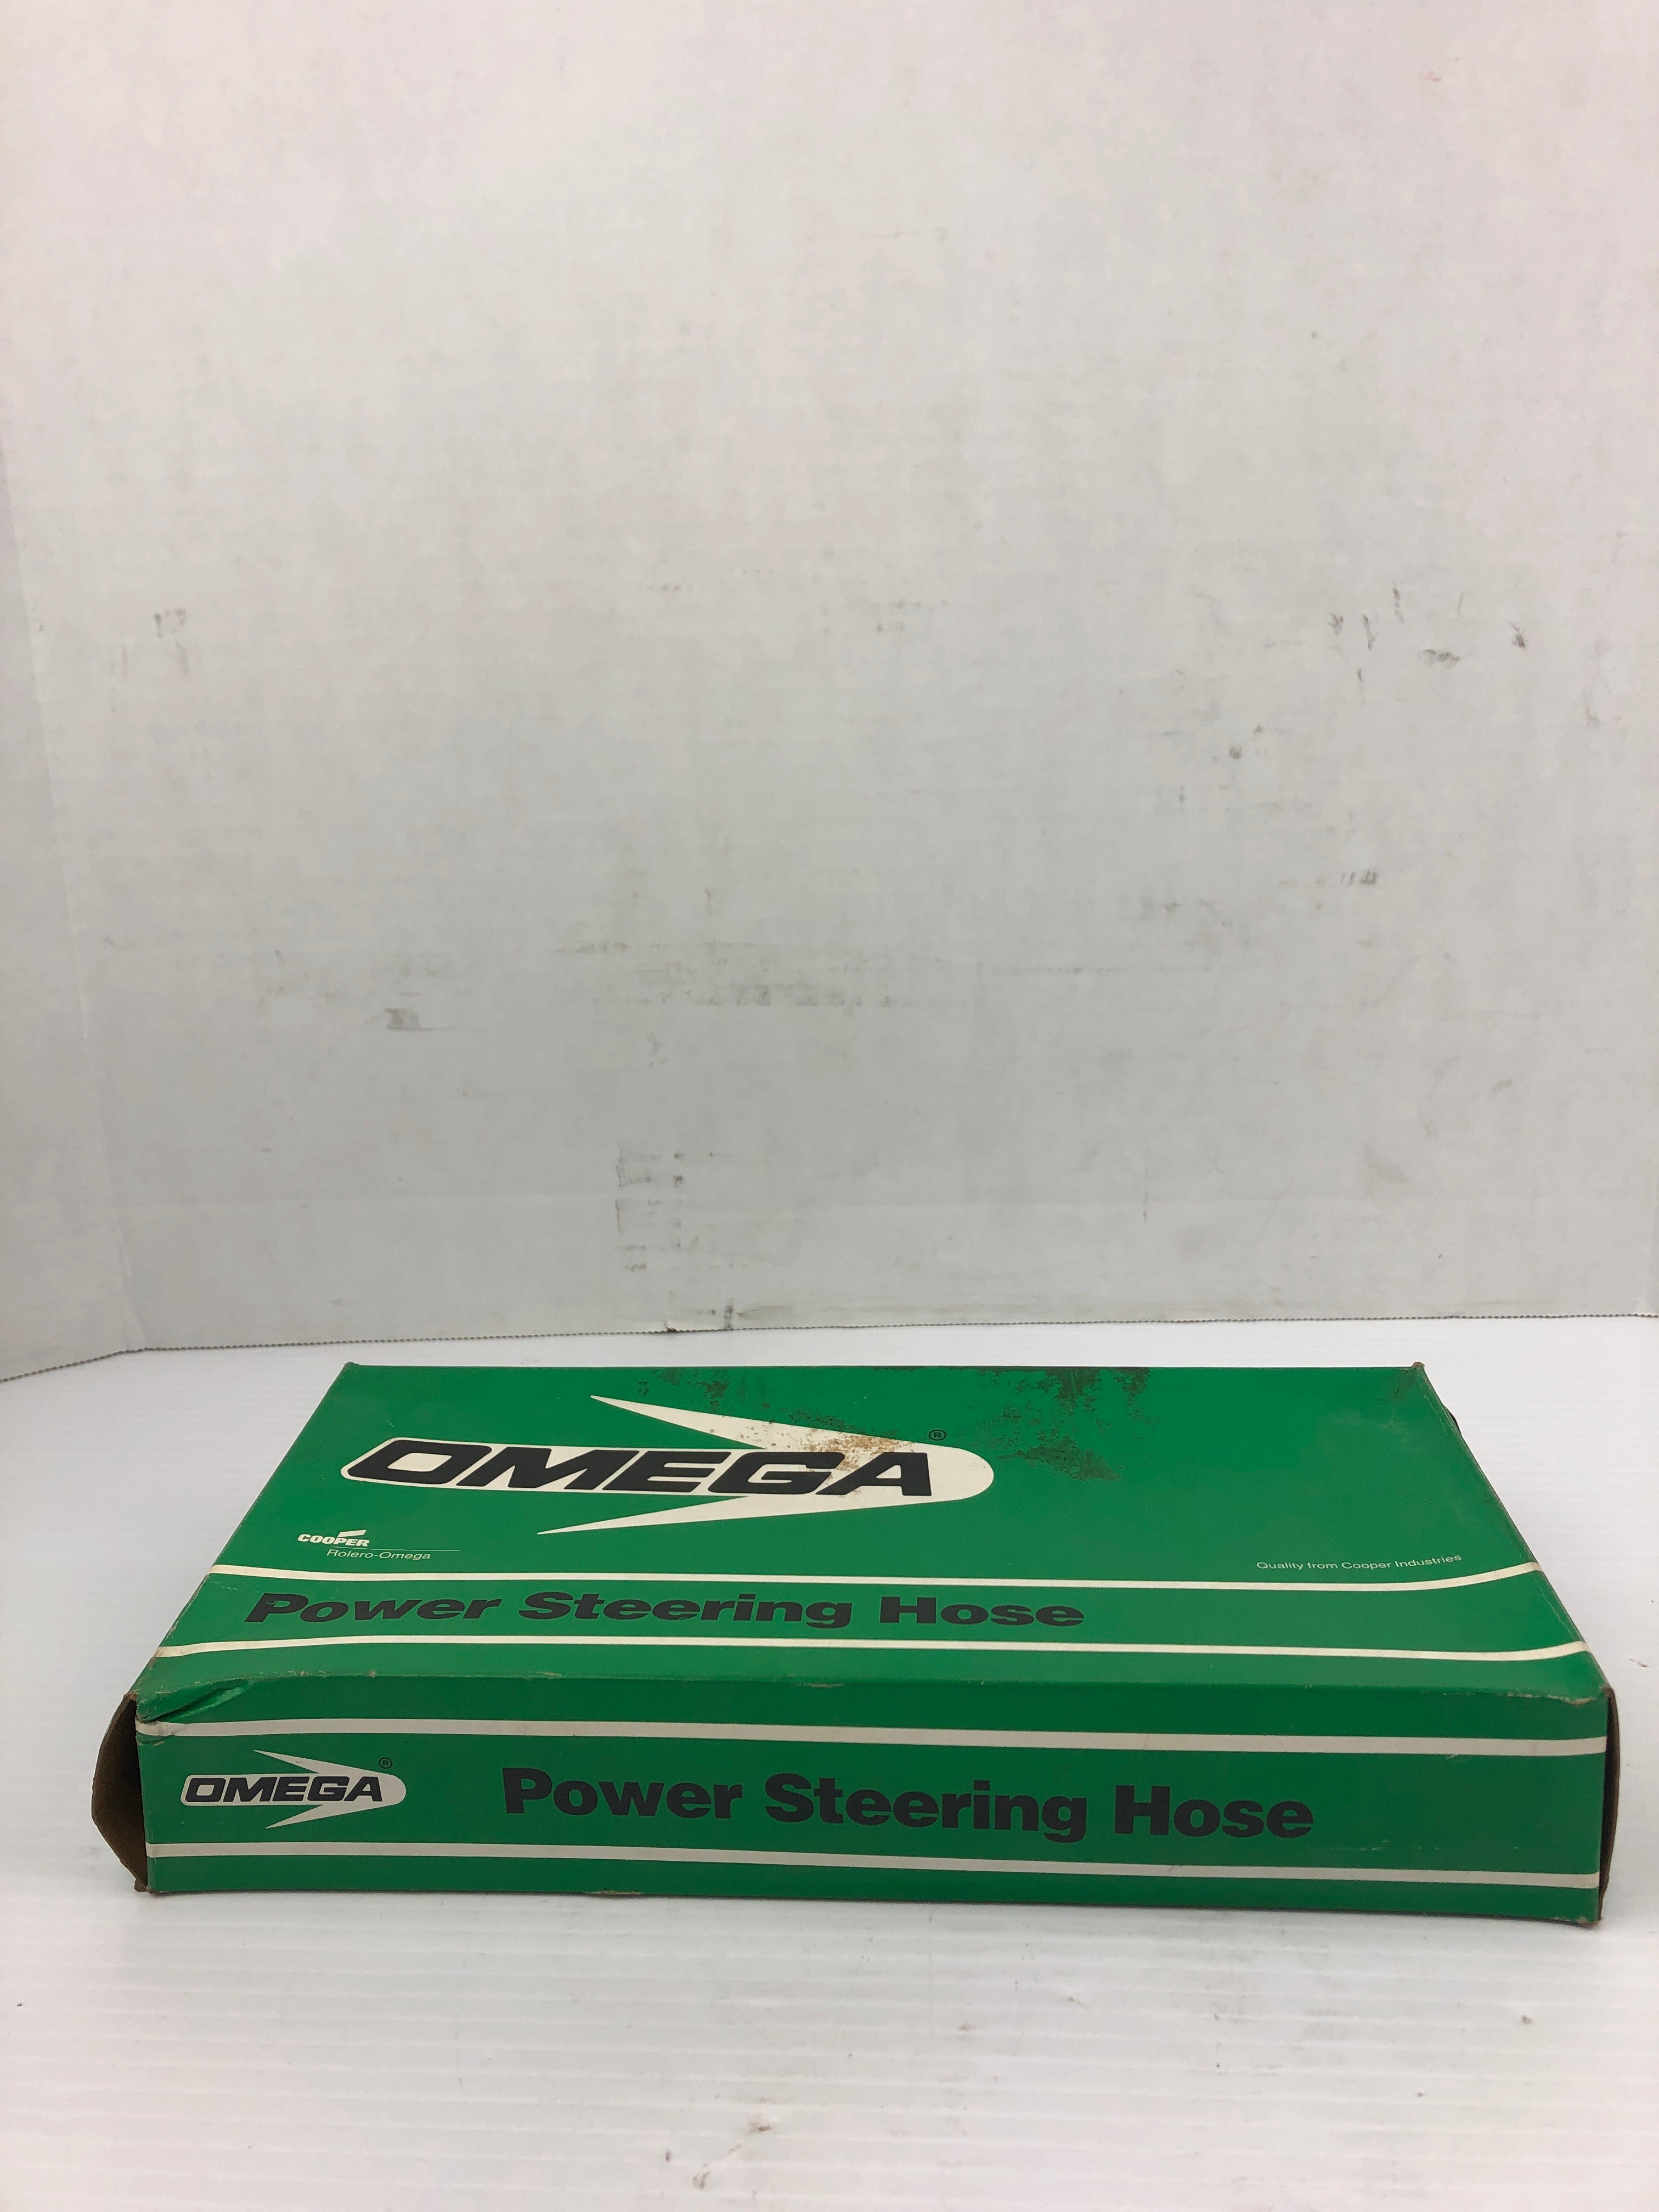 OMEGA®
COOPER
Rolero-Omega
Quality from Cooper Industries
Power Steering Hose
OMEGA®
Power Steering Hose